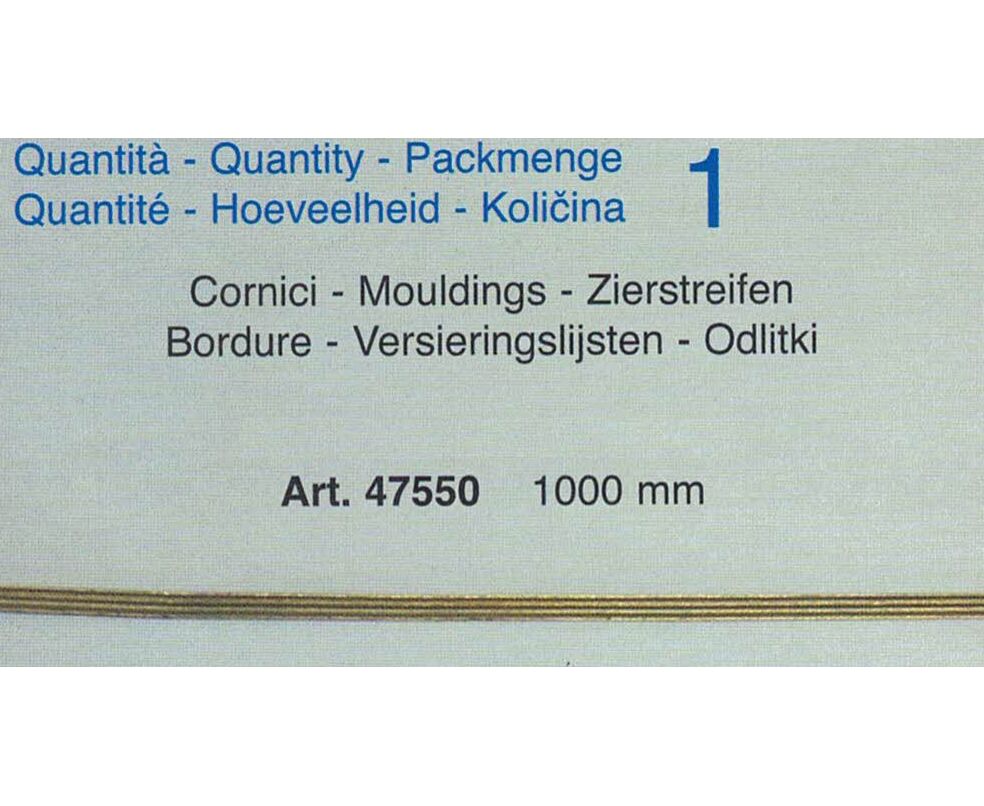 Quantità - Quantity - Packmenge 1
Quantité - Hoeveelheid - Količina
Cornici - Mouldings - Zierstreifen
Bordure - Versieringslijsten - Odlitki
Art. 47550 1000 mm